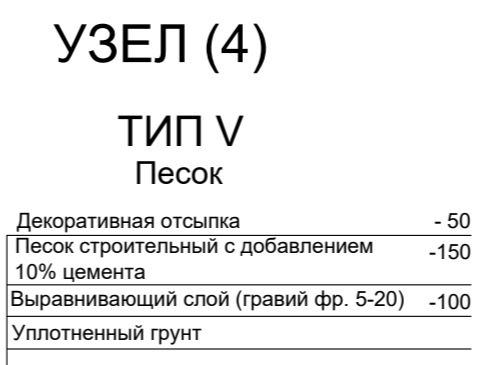 УЗЕЛ (4)
ТИП V
Песок
Декоративная отсыпка - 50
Песок строительный с добавлением -150
10% цемента
Выравнивающий слой (гравий фр. 5-20) -100
Уплотненный грунт